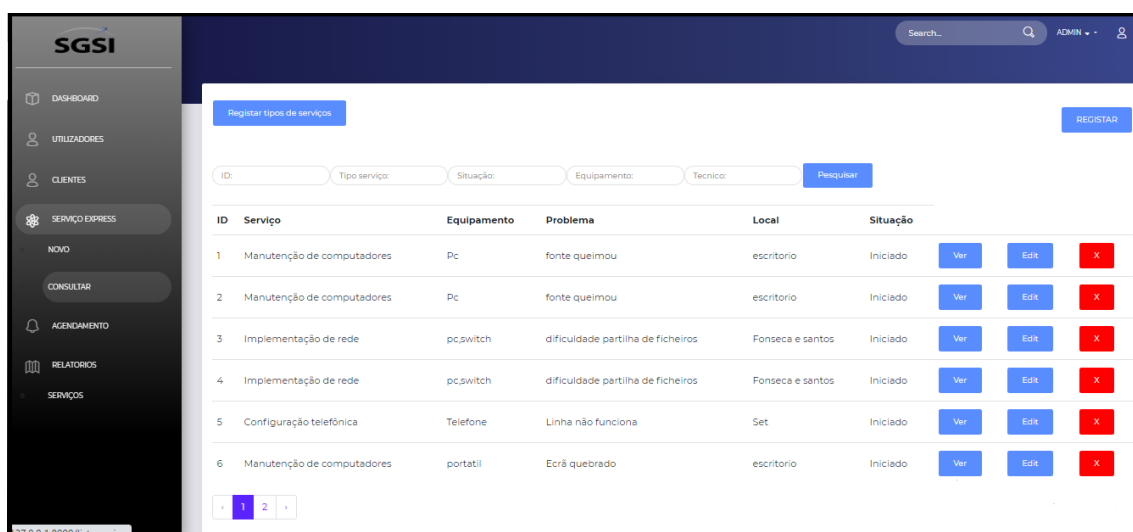 SGSI
Search...
ADMIN
DASHBOARD
UTILIZADORES
CLIENTES
SERVIÇO EXPRESS
NOVO
CONSULTAR
AGENDAMENTO
RELATORIOS
SERVIÇOS
Registar tipos de serviços
REGISTAR
ID: Tipo serviço: Situação: Equipamento: Tecnico: Pesquisar
ID Serviço Equipamento Problema Local Situação
1 Manutenção de computadores Pc fonte queimou escritorio Iniciado Ver Edit X
2 Manutenção de computadores Pc fonte queimou escritorio Iniciado Ver Edit X
3 Implementação de rede pc,switch dificuldade partilha de ficheiros Fonseca e santos Iniciado Ver Edit X
4 Implementação de rede pc,switch dificuldade partilha de ficheiros Fonseca e santos Iniciado Ver Edit X
5 Configuração telefônica Telefone Linha não funciona Set Iniciado Ver Edit X
6 Manutenção de computadores portatil Ecrã quebrado escritorio Iniciado Ver Edit X
‹ 1 2 ›